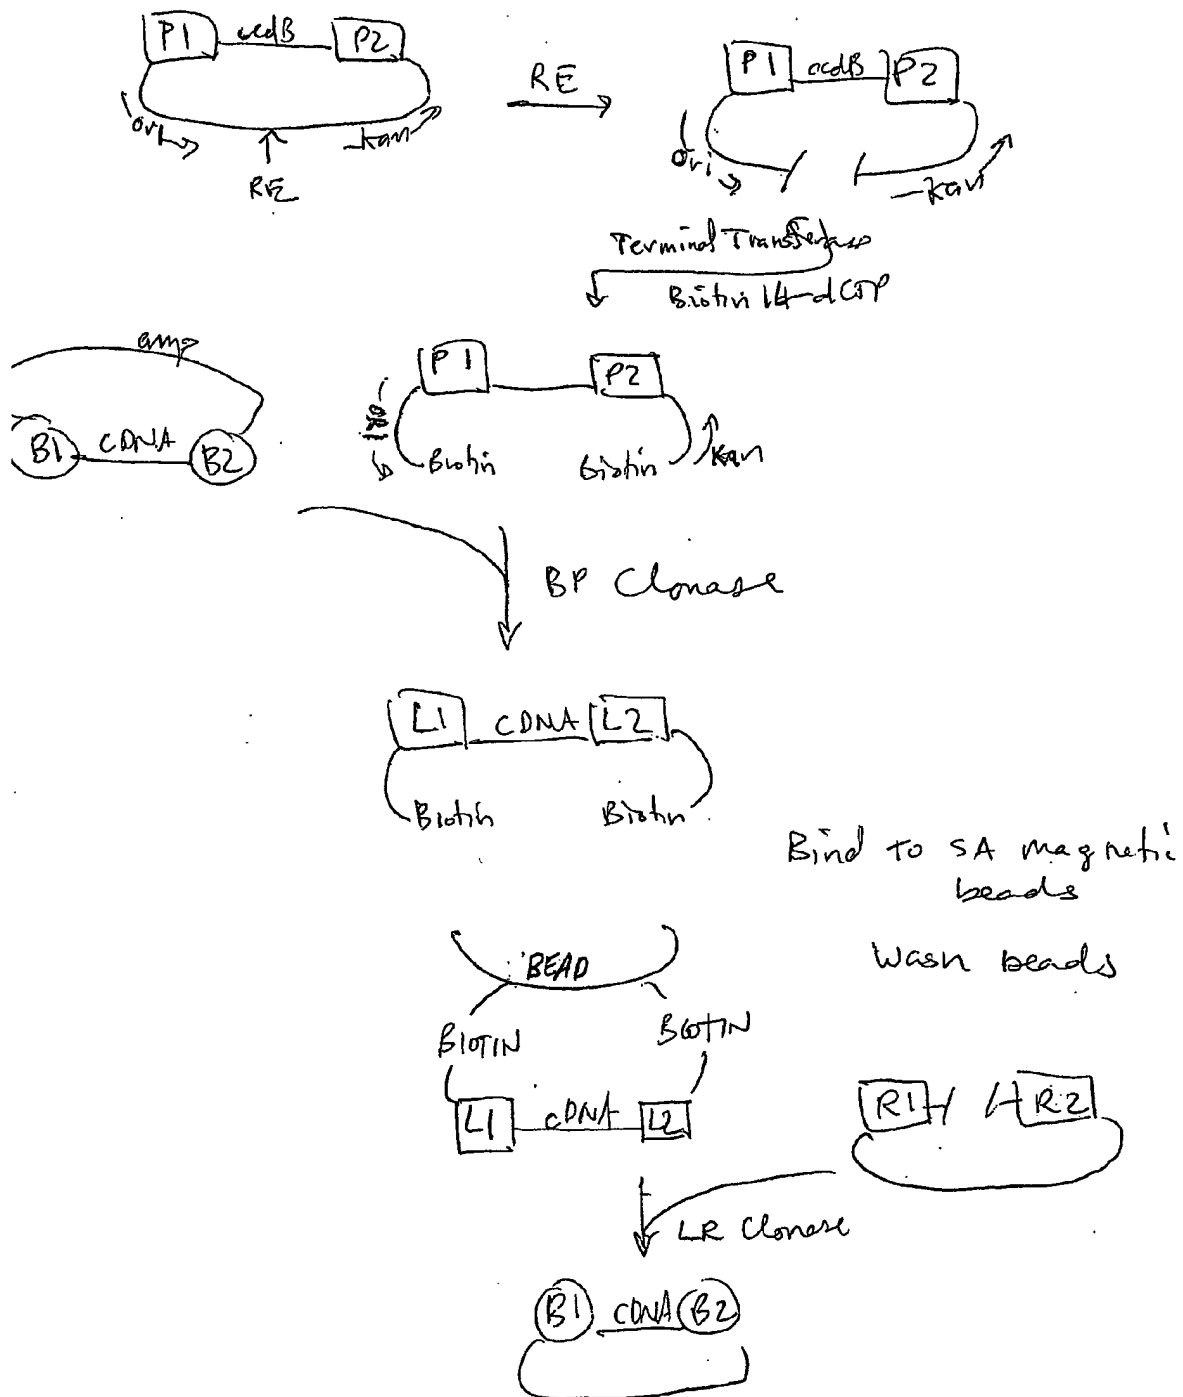 P1 ccdB P2
ori kan
RE
RE
P1 ccdB P2
ori kan
Terminal Transferase
Biotin 14-dCTP
amp
B1 cDNA B2
P1 P2
ori Biotin Biotin kan
BP Clonase
L1 cDNA L2
Biotin Biotin
Bind to SA magnetic
beads
Wash beads
BEAD
BIOTIN BIOTIN
L1 cDNA L2
R1 R2
LR Clonase
B1 cDNA B2